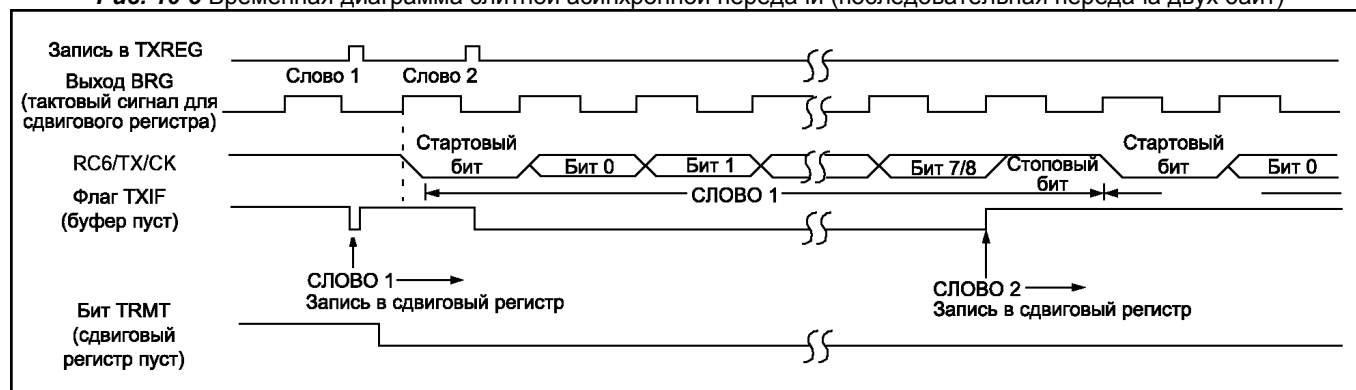 Рис. 10-3 Временная диаграмма слитной асинхронной передачи (последовательная передача двух байт)
Запись в TXREG
Слово 1
Слово 2
Выход BRG
(тактовый сигнал для
сдвигового регистра)
RC6/TX/CK
Стартовый
бит
Бит 0
Бит 1
Бит 7/8
Стоповый
бит
Стартовый
бит
Бит 0
СЛОВО 1
Флаг TXIF
(буфер пуст)
СЛОВО 1
Запись в сдвиговый регистр
СЛОВО 2
Запись в сдвиговый регистр
Бит TRMT
(сдвиговый
регистр пуст)